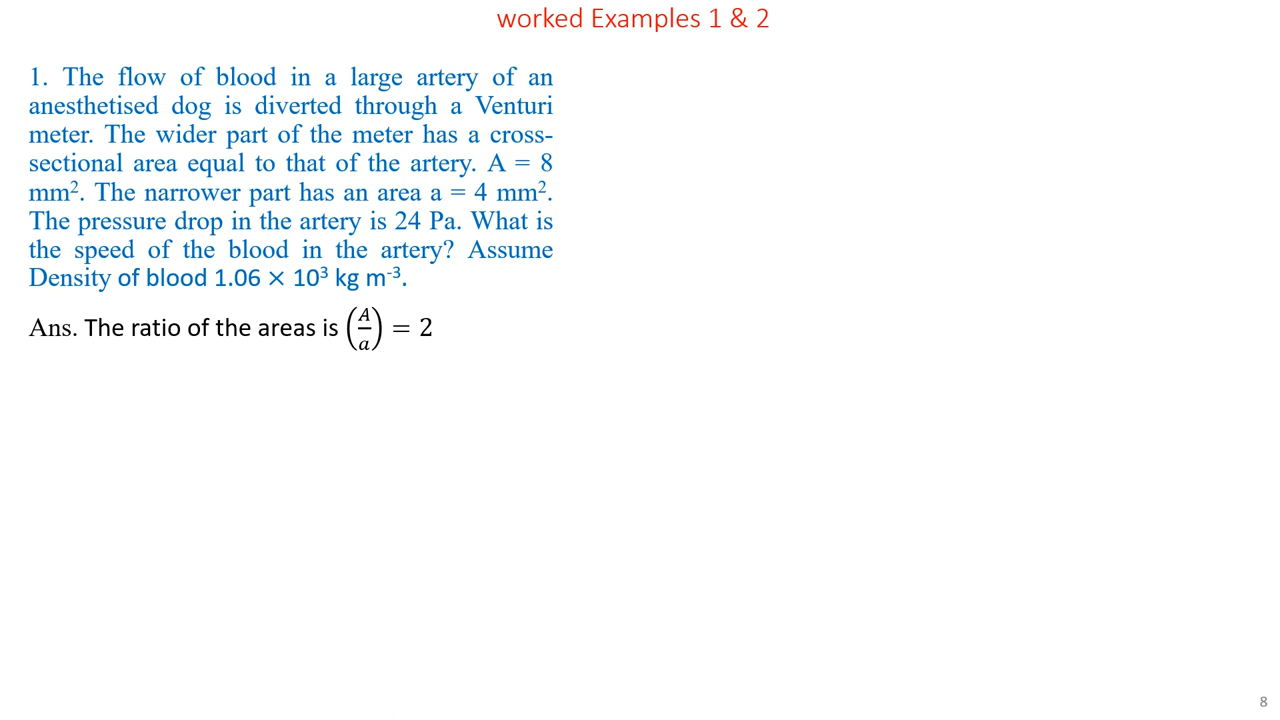 worked Examples 1 & 2
1. The flow of blood in a large artery of an
anesthetised dog is diverted through a Venturi
meter. The wider part of the meter has a cross-
sectional area equal to that of the artery. A = 8
mm². The narrower part has an area a = 4 mm².
The pressure drop in the artery is 24 Pa. What is
the speed of the blood in the artery? Assume
Density of blood 1.06 × 10³ kg m⁻³.
Ans. The ratio of the areas is (A/a) = 2
8